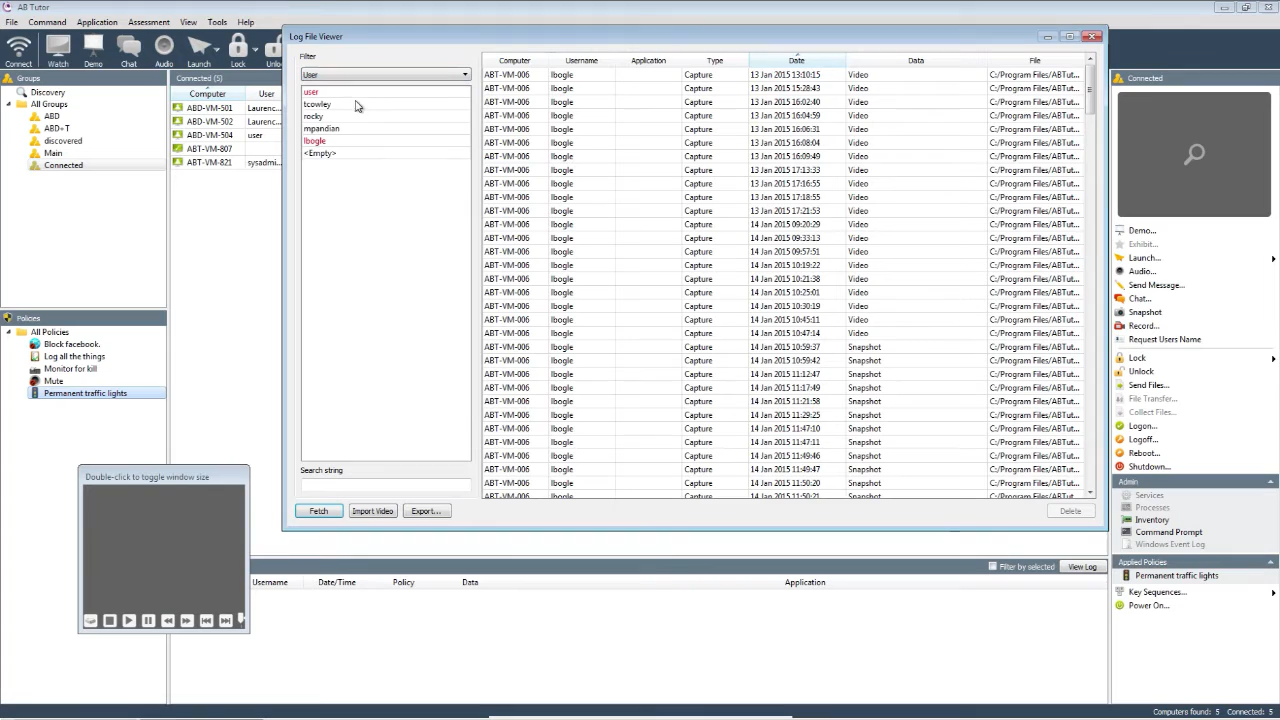 AB Tutor
File Command Application Assessment View Tools Help
Connect Watch Demo Chat Audio Launch Lock
Groups
Discovery
All Groups
ABD
ABD+T
discovered
Main
Connected
Connected (5)
Computer User
ABD-VM-501 Laurenc...
ABD-VM-502 Laurenc...
ABD-VM-504 user
ABT-VM-807
ABT-VM-821 sysadmi...
Policies
All Policies
Block facebook.
Log all the things
Monitor for kill
Mute
Permanent traffic lights
Double-click to toggle window size
Log File Viewer
Filter
User
user
tcowley
rocky
mpandian
lbogle
<Empty>
Search string
Fetch Import Video Export... Delete
Computer Username Application Type Date Data File
ABT-VM-006 lbogle Capture 13 Jan 2015 13:10:15 Video C:/Program Files/ABTut...
ABT-VM-006 lbogle Capture 13 Jan 2015 15:28:43 Video C:/Program Files/ABTut...
ABT-VM-006 lbogle Capture 13 Jan 2015 16:02:40 Video C:/Program Files/ABTut...
ABT-VM-006 lbogle Capture 13 Jan 2015 16:04:59 Video C:/Program Files/ABTut...
ABT-VM-006 lbogle Capture 13 Jan 2015 16:06:31 Video C:/Program Files/ABTut...
ABT-VM-006 lbogle Capture 13 Jan 2015 16:08:04 Video C:/Program Files/ABTut...
ABT-VM-006 lbogle Capture 13 Jan 2015 16:09:49 Video C:/Program Files/ABTut...
ABT-VM-006 lbogle Capture 13 Jan 2015 17:13:33 Video C:/Program Files/ABTut...
ABT-VM-006 lbogle Capture 13 Jan 2015 17:16:55 Video C:/Program Files/ABTut...
ABT-VM-006 lbogle Capture 13 Jan 2015 17:18:55 Video C:/Program Files/ABTut...
ABT-VM-006 lbogle Capture 13 Jan 2015 17:21:53 Video C:/Program Files/ABTut...
ABT-VM-006 lbogle Capture 14 Jan 2015 09:20:29 Video C:/Program Files/ABTut...
ABT-VM-006 lbogle Capture 14 Jan 2015 09:33:13 Video C:/Program Files/ABTut...
ABT-VM-006 lbogle Capture 14 Jan 2015 09:57:51 Video C:/Program Files/ABTut...
ABT-VM-006 lbogle Capture 14 Jan 2015 10:19:22 Video C:/Program Files/ABTut...
ABT-VM-006 lbogle Capture 14 Jan 2015 10:21:38 Video C:/Program Files/ABTut...
ABT-VM-006 lbogle Capture 14 Jan 2015 10:25:01 Video C:/Program Files/ABTut...
ABT-VM-006 lbogle Capture 14 Jan 2015 10:30:19 Video C:/Program Files/ABTut...
ABT-VM-006 lbogle Capture 14 Jan 2015 10:45:11 Video C:/Program Files/ABTut...
ABT-VM-006 lbogle Capture 14 Jan 2015 10:47:14 Video C:/Program Files/ABTut...
ABT-VM-006 lbogle Capture 14 Jan 2015 10:59:37 Snapshot C:/Program Files/ABTut...
ABT-VM-006 lbogle Capture 14 Jan 2015 10:59:42 Snapshot C:/Program Files/ABTut...
ABT-VM-006 lbogle Capture 14 Jan 2015 11:12:47 Snapshot C:/Program Files/ABTut...
ABT-VM-006 lbogle Capture 14 Jan 2015 11:17:49 Snapshot C:/Program Files/ABTut...
ABT-VM-006 lbogle Capture 14 Jan 2015 11:21:58 Snapshot C:/Program Files/ABTut...
ABT-VM-006 lbogle Capture 14 Jan 2015 11:29:25 Snapshot C:/Program Files/ABTut...
ABT-VM-006 lbogle Capture 14 Jan 2015 11:47:10 Snapshot C:/Program Files/ABTut...
ABT-VM-006 lbogle Capture 14 Jan 2015 11:47:11 Snapshot C:/Program Files/ABTut...
ABT-VM-006 lbogle Capture 14 Jan 2015 11:49:46 Snapshot C:/Program Files/ABTut...
ABT-VM-006 lbogle Capture 14 Jan 2015 11:49:47 Snapshot C:/Program Files/ABTut...
ABT-VM-006 lbogle Capture 14 Jan 2015 11:50:20 Snapshot C:/Program Files/ABTut...
ABT-VM-006 lbogle Capture 14 Jan 2015 11:50:21 Snapshot C:/Program Files/ABTut...
Filter by selected View Log
Username Date/Time Policy Data Application
Connected
Demo...
Exhibit...
Launch...
Audio...
Send Message...
Chat...
Snapshot
Record...
Request Users Name
Lock
Unlock
Send Files...
File Transfer...
Collect Files...
Logon...
Logoff...
Reboot...
Shutdown...
Admin
Services
Processes
Inventory
Command Prompt
Windows Event Log
Applied Policies
Permanent traffic lights
Key Sequences...
Power On...
Computers found: 5 Connected: 5